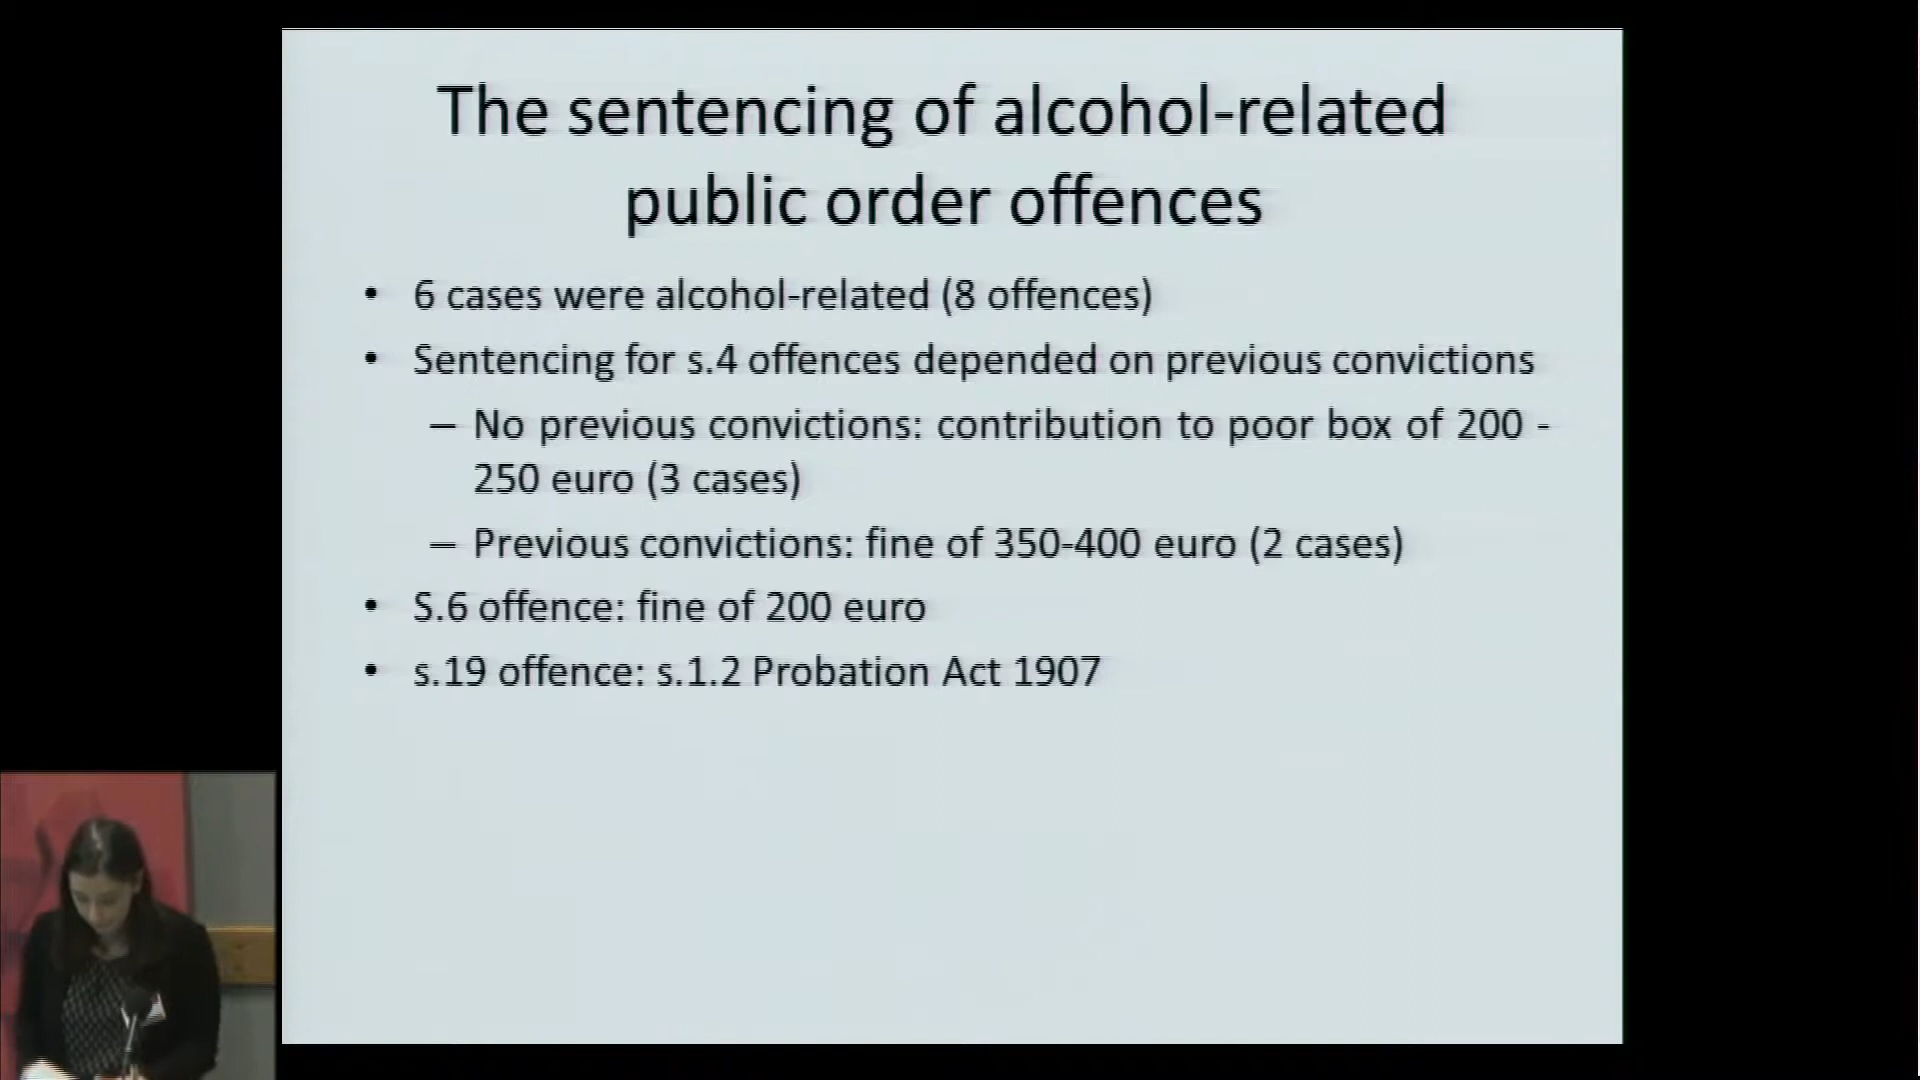 The sentencing of alcohol-related
public order offences
• 6 cases were alcohol-related (8 offences)
• Sentencing for s.4 offences depended on previous convictions
– No previous convictions: contribution to poor box of 200 -
250 euro (3 cases)
– Previous convictions: fine of 350-400 euro (2 cases)
• S.6 offence: fine of 200 euro
• s.19 offence: s.1.2 Probation Act 1907